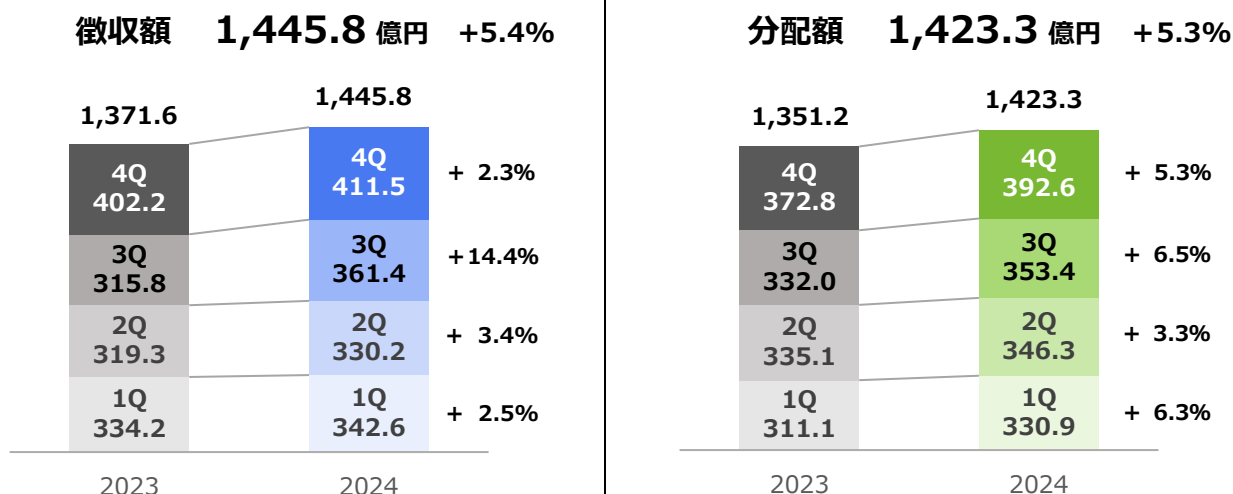 徴収額 1,445.8 億円 +5.4%
1,371.6
1,445.8
4Q
402.2
4Q
411.5
+ 2.3%
3Q
315.8
3Q
361.4
+14.4%
2Q
319.3
2Q
330.2
+ 3.4%
1Q
334.2
1Q
342.6
+ 2.5%
2023
2024
分配額 1,423.3 億円 +5.3%
1,351.2
1,423.3
4Q
372.8
4Q
392.6
+ 5.3%
3Q
332.0
3Q
353.4
+ 6.5%
2Q
335.1
2Q
346.3
+ 3.3%
1Q
311.1
1Q
330.9
+ 6.3%
2023
2024